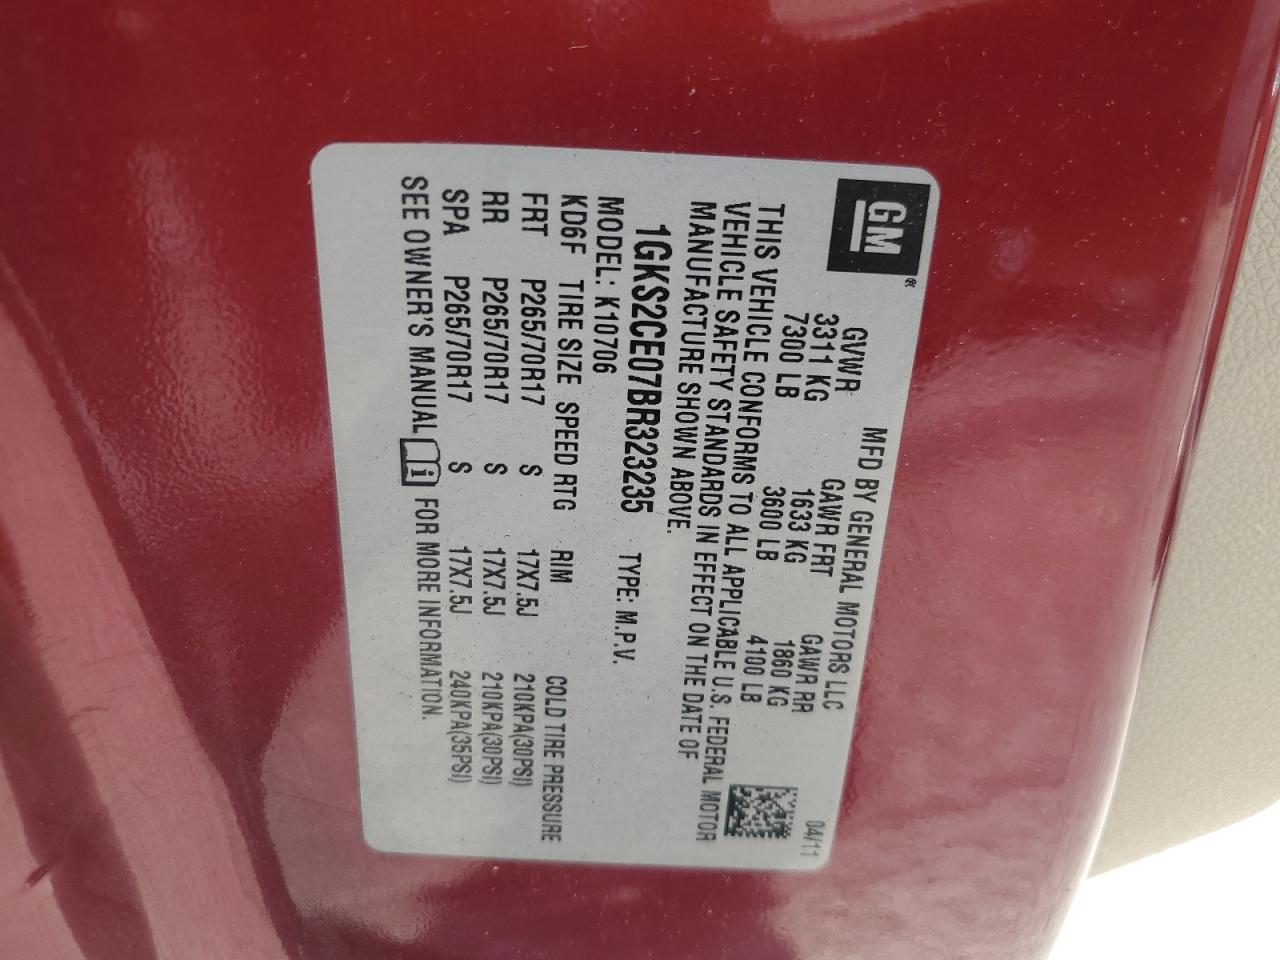 GM®
MFD BY GENERAL MOTORS LLC 04/11
GVWR GAWR FRT GAWR RR
3311 KG 1633 KG 1860 KG
7300 LB 3600 LB 4100 LB
THIS VEHICLE CONFORMS TO ALL APPLICABLE U.S. FEDERAL MOTOR
VEHICLE SAFETY STANDARDS IN EFFECT ON THE DATE OF
MANUFACTURE SHOWN ABOVE.
1GKS2CE07BR323235 TYPE: M.P.V.
MODEL: K10706
KD6F TIRE SIZE SPEED RTG RIM COLD TIRE PRESSURE
FRT P265/70R17 S 17X7.5J 210KPA(30PSI)
RR P265/70R17 S 17X7.5J 210KPA(30PSI)
SPA P265/70R17 S 17X7.5J 240KPA(35PSI)
SEE OWNER'S MANUAL i FOR MORE INFORMATION.